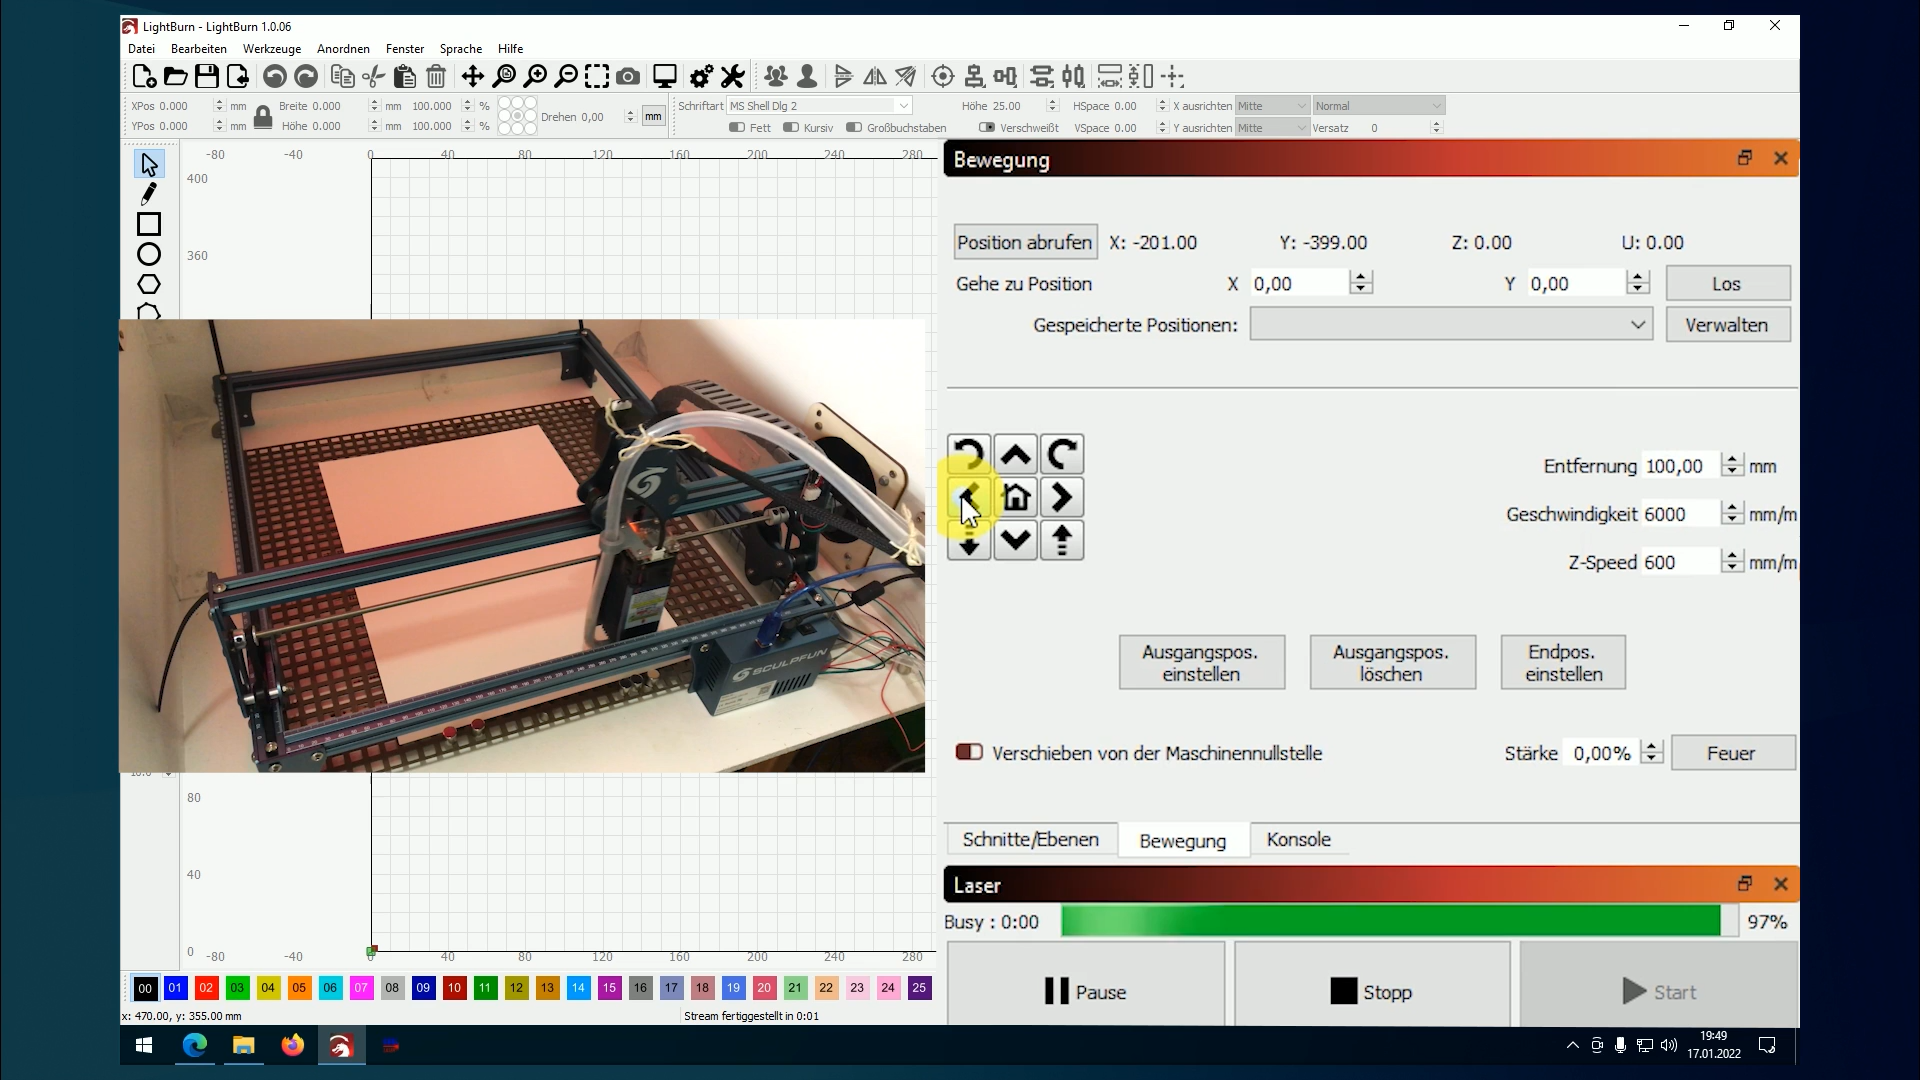 LightBurn - LightBurn 1.0.06
Datei Bearbeiten Werkzeuge Anordnen Fenster Sprache Hilfe
XPos 0.000 mm Breite 0.000 mm 100.000 % Drehen 0,00 mm Schriftart MS Shell Dlg 2 Höhe 25.00 HSpace 0.00 X ausrichten Mitte Normal
YPos 0.000 mm Höhe 0.000 mm 100.000 % Fett Kursiv Großbuchstaben Verschweißt VSpace 0.00 Y ausrichten Mitte Versatz 0
-80 -40 0 40 80 120 160 200 240 280
400
360
Bewegung
Position abrufen X: -201.00 Y: -399.00 Z: 0.00 U: 0.00
Gehe zu Position X 0,00 Y 0,00 Los
Gespeicherte Positionen: Verwalten
Entfernung 100,00 mm
Geschwindigkeit 6000 mm/m
Z-Speed 600 mm/m
Ausgangspos. einstellen
Ausgangspos. löschen
Endpos. einstellen
SCULPFUN
Verschieben von der Maschinennullstelle Stärke 0,00% Feuer
Schnitte/Ebenen Bewegung Konsole
Laser
Busy : 0:00 97%
Pause Stopp Start
80
40
0
-80 -40 0 40 80 120 160 200 240 280
00 01 02 03 04 05 06 07 08 09 10 11 12 13 14 15 16 17 18 19 20 21 22 23 24 25
x: 470.00, y: 355.00 mm Stream fertiggestellt in 0:01
19:49
17.01.2022